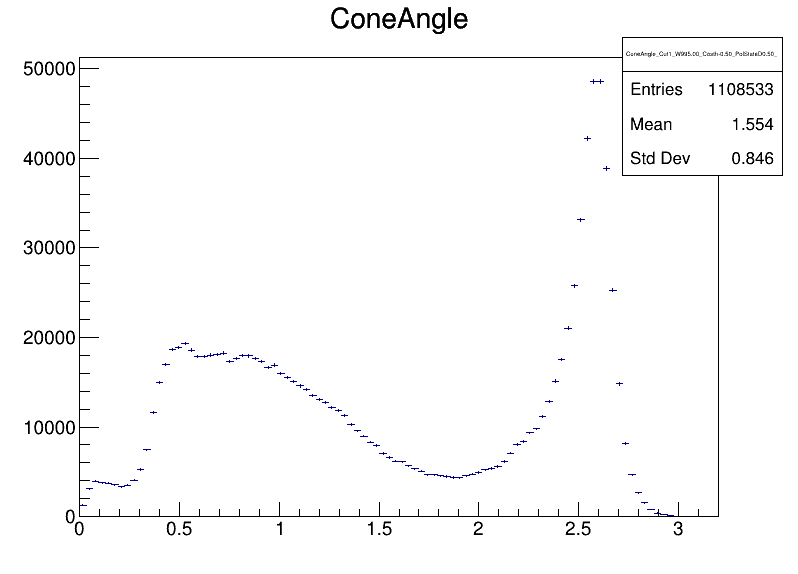 ConeAngle
ConeAngle_Cut1_W995.00_Costh-0.50_PolStateD0.50_
Entries 1108533
Mean 1.554
Std Dev 0.846
50000
40000
30000
20000
10000
0
0 0.5 1 1.5 2 2.5 3